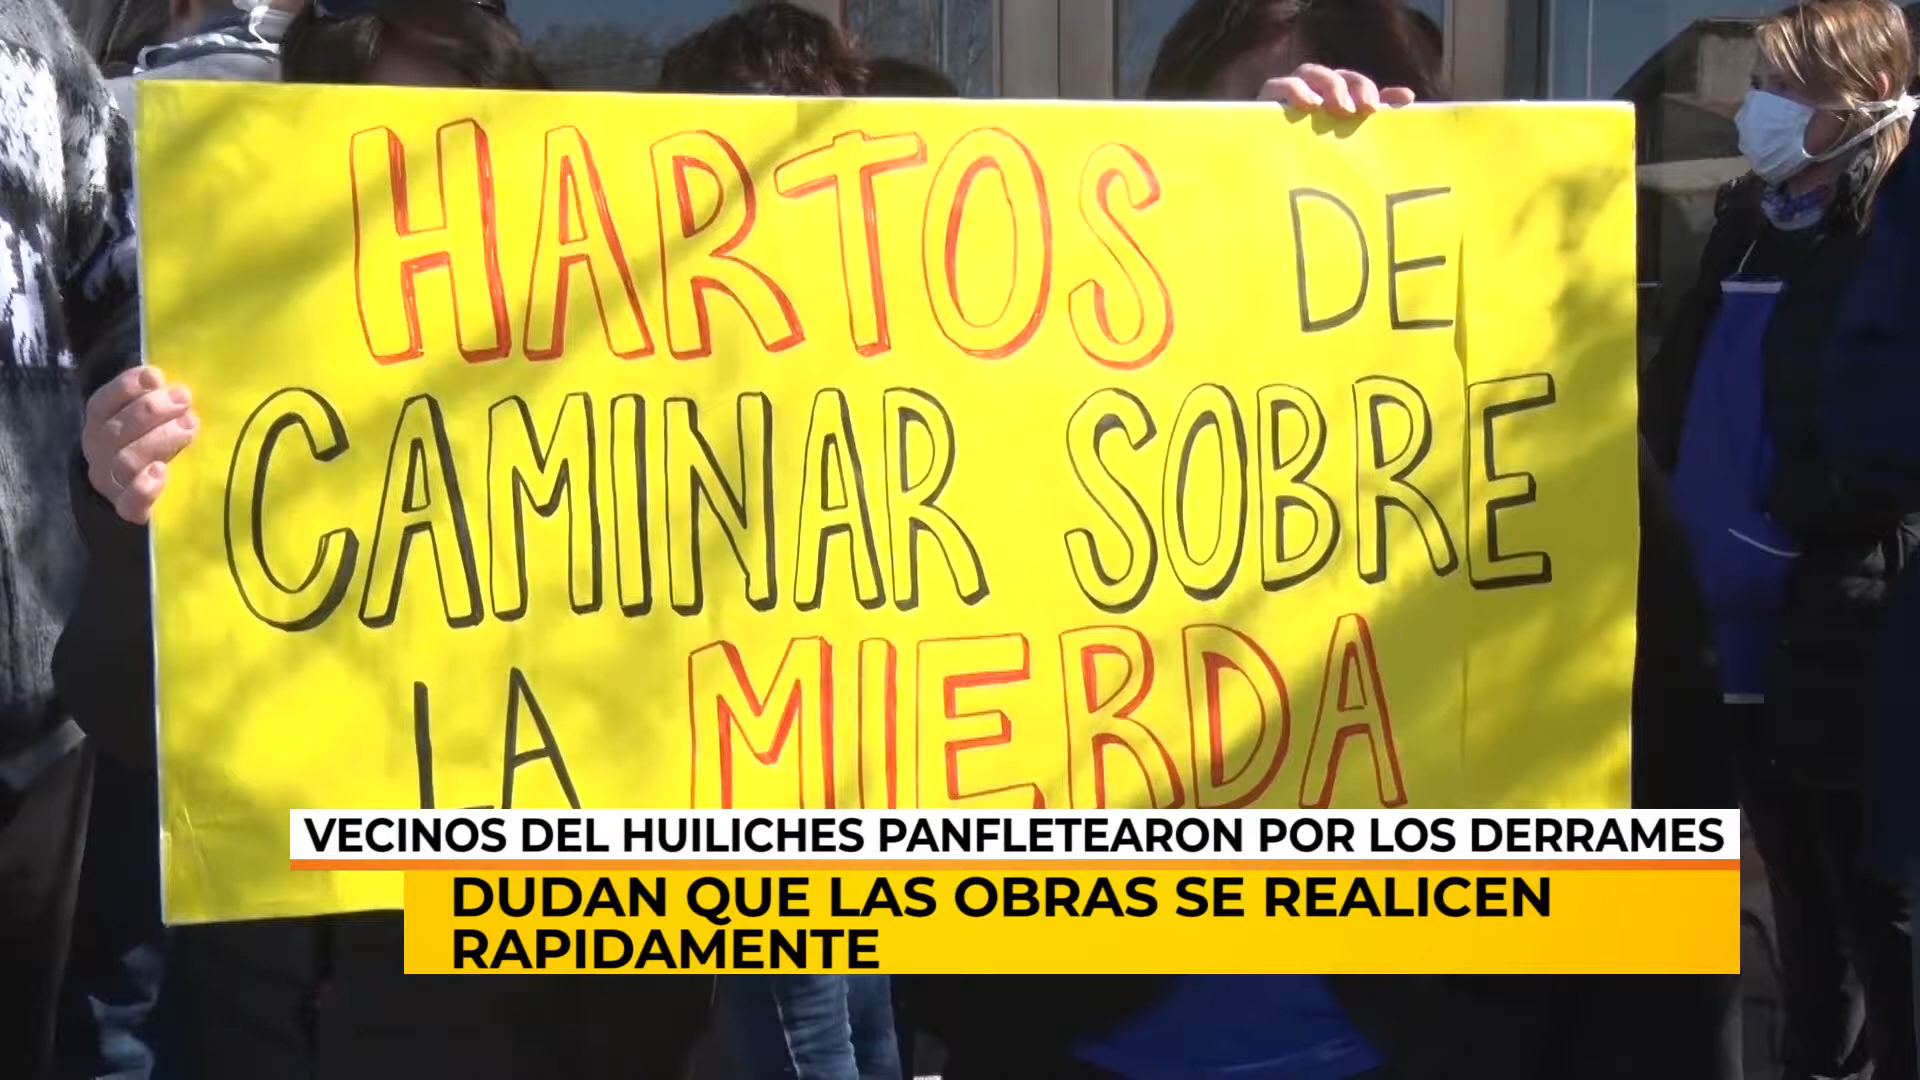 HARTOS DE
CAMINAR SOBRE
LA MIERDA
VECINOS DEL HUILICHES PANFLETEARON POR LOS DERRAMES
DUDAN QUE LAS OBRAS SE REALICEN
RAPIDAMENTE